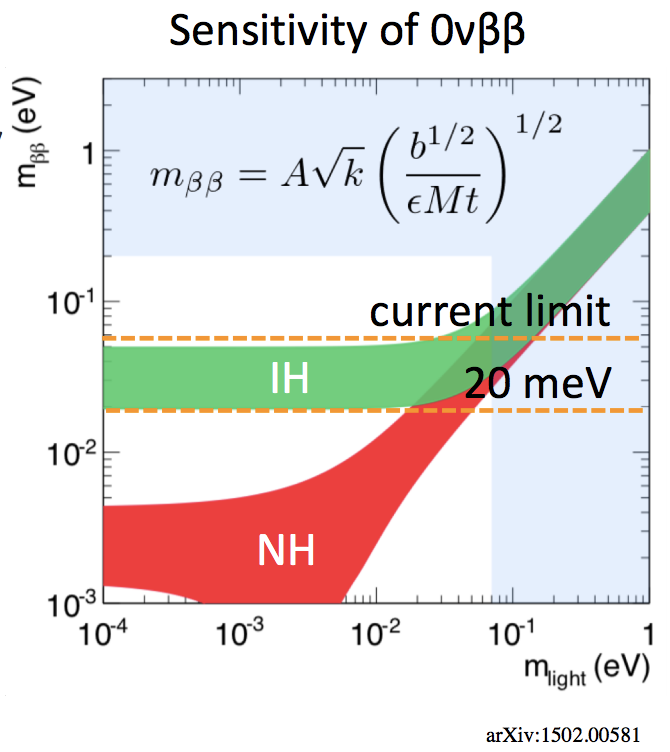 Sensitivity of 0νββ
m_ββ (eV)
m_ββ = A√k (b^{1/2} / ϵMt)^{1/2}
1
10^{-1}
current limit
IH
20 meV
10^{-2}
NH
10^{-3}
10^{-4} 10^{-3} 10^{-2} 10^{-1} 1
m_light (eV)
arXiv:1502.00581